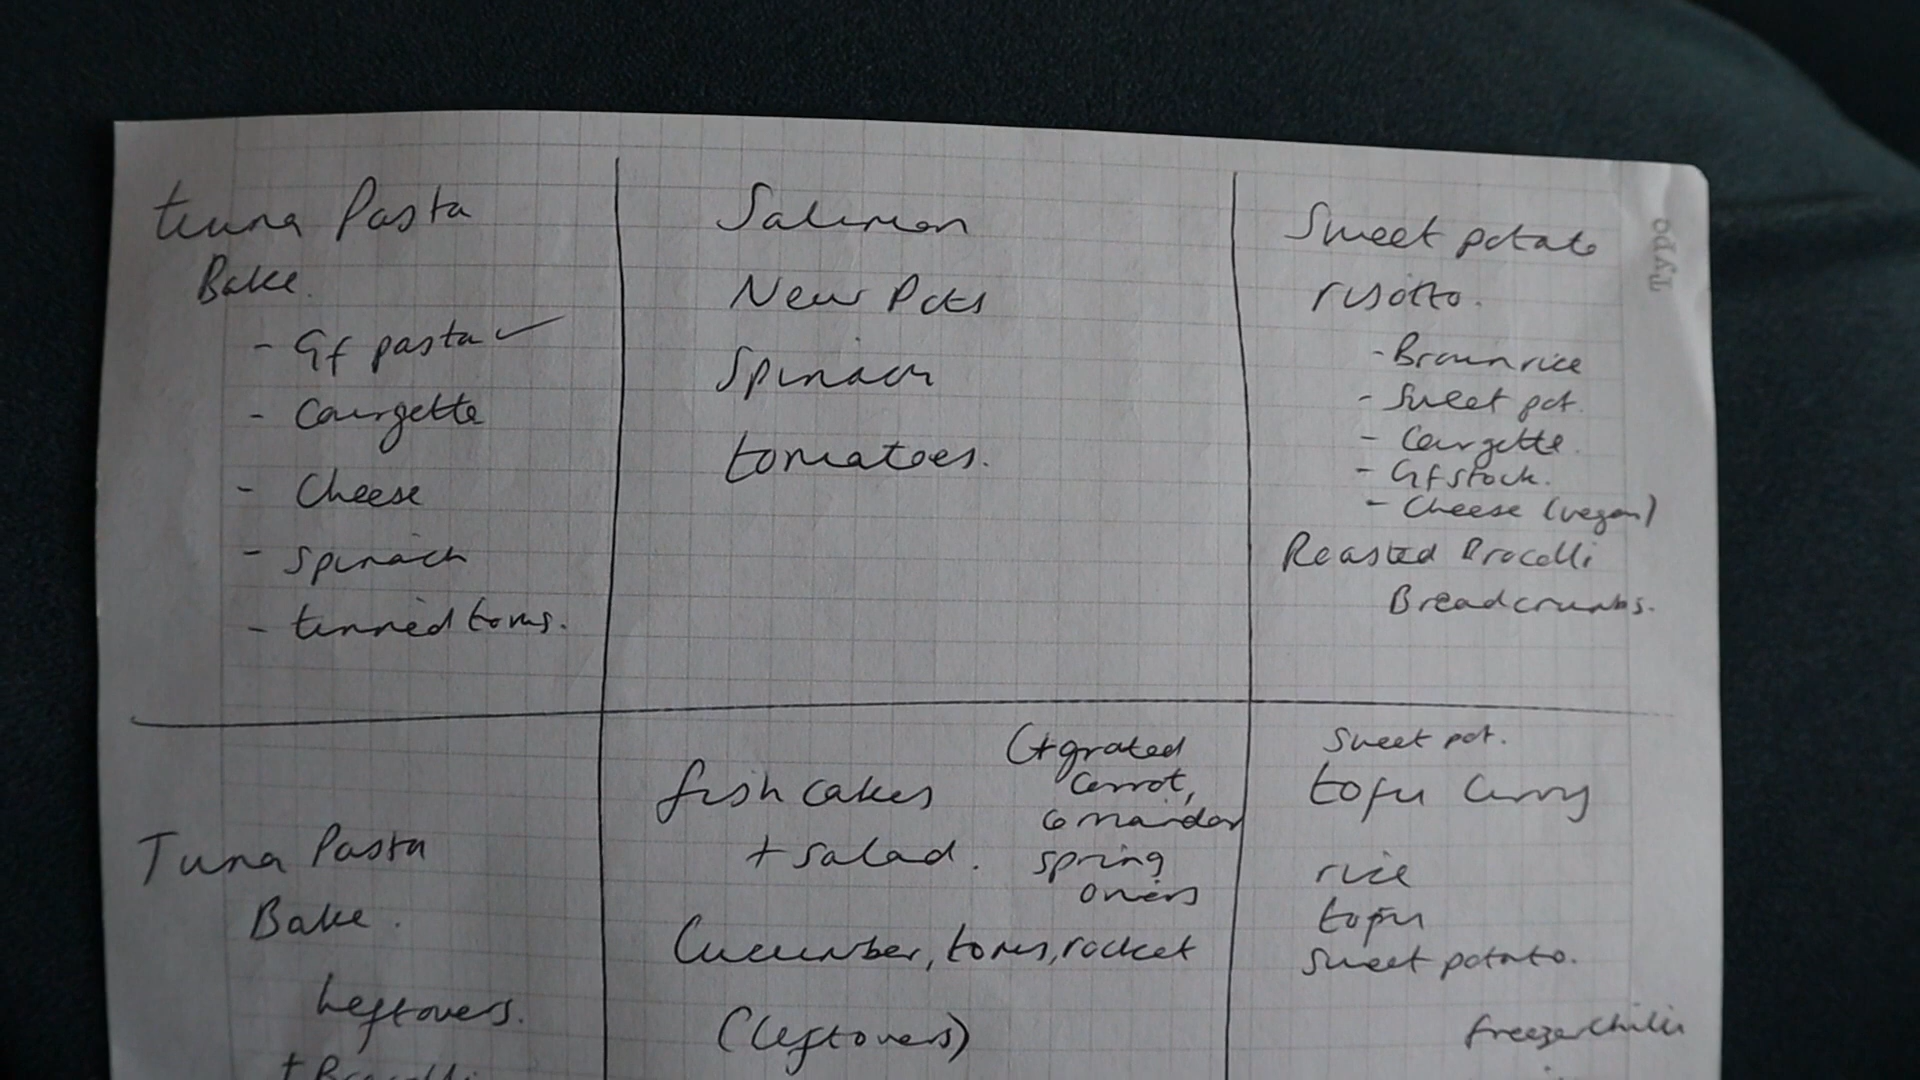 tuna Pasta
Bake.
- Gf pasta ✓
- Courgette
- Cheese
- Spinach
- tinned toms.
Salmon
New Pots
Spinach
tomatoes.
Sweet potato
risotto.
- Brown rice
- Sweet pot.
- Courgette.
- Gf stock.
- Cheese (vegan)
Roasted Brocolli
Breadcrumbs.
Typo
Tuna Pasta
Bake.
Leftovers.
+ Brocolli
fish cakes
+ salad.
(+ grated
carrot,
coriander
spring
onions
Cucumber, toms, rocket
(leftovers)
Sweet pot.
tofu Curry
rice
tofu
Sweet potato.
freezer chilis